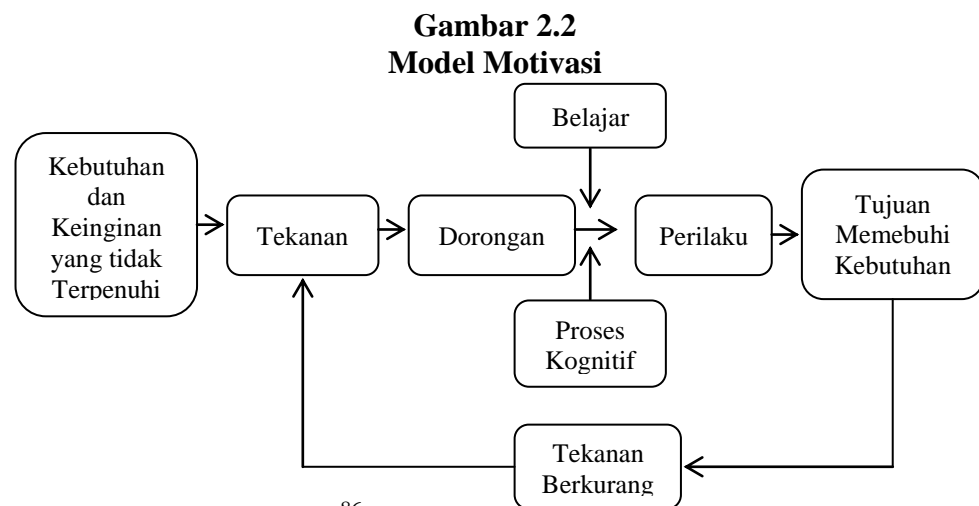 Gambar 2.2
Model Motivasi
Belajar
Kebutuhan
dan
Keinginan
yang tidak
Terpenuhi
Tekanan
Dorongan
Perilaku
Tujuan
Memebuhi
Kebutuhan
Proses
Kognitif
Tekanan
Berkurang
86